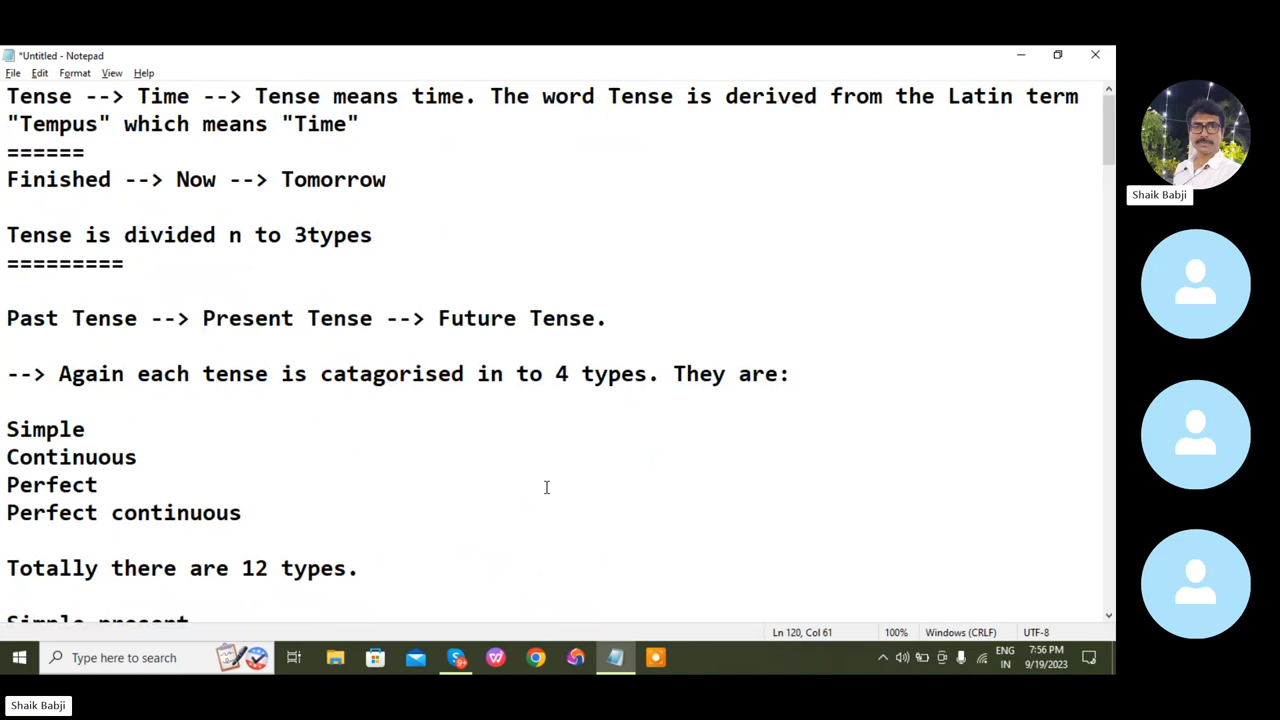 *Untitled - Notepad
File Edit Format View Help
Tense --> Time --> Tense means time. The word Tense is derived from the Latin term
"Tempus" which means "Time"
======
Finished --> Now --> Tomorrow
Tense is divided n to 3types
=========
Past Tense --> Present Tense --> Future Tense.
--> Again each tense is catagorised in to 4 types. They are:
Simple
Continuous
Perfect
Perfect continuous
Totally there are 12 types.
Simple present
Ln 120, Col 61 100% Windows (CRLF) UTF-8
Type here to search
ENG
IN
7:56 PM
9/19/2023
Shaik Babji
Shaik Babji